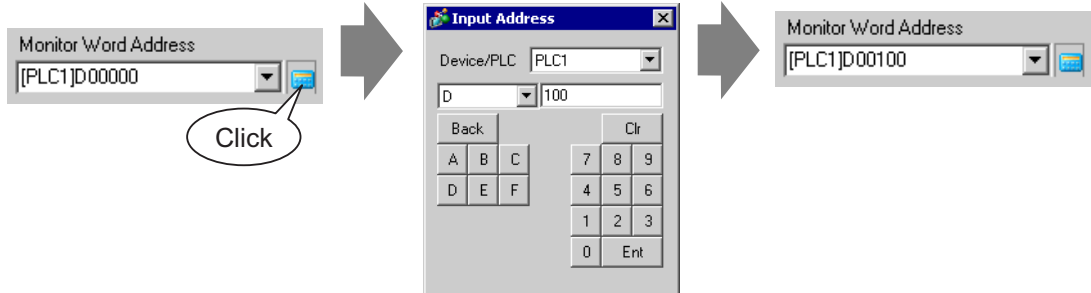 Monitor Word Address
[PLC1]D00000
Click
Input Address
Device/PLC PLC1
D 100
Back Clr
A B C 7 8 9
D E F 4 5 6
1 2 3
0 Ent
Monitor Word Address
[PLC1]D00100